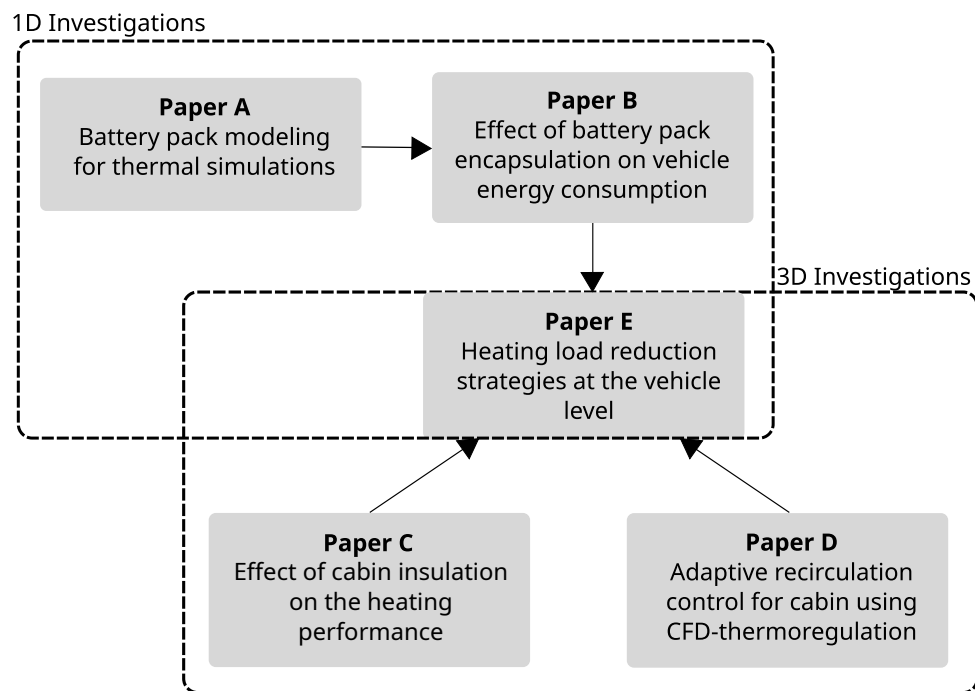 1D Investigations
Paper A
Battery pack modeling
for thermal simulations
Paper B
Effect of battery pack
encapsulation on vehicle
energy consumption
3D Investigations
Paper E
Heating load reduction
strategies at the vehicle
level
Paper C
Effect of cabin insulation
on the heating
performance
Paper D
Adaptive recirculation
control for cabin using
CFD-thermoregulation